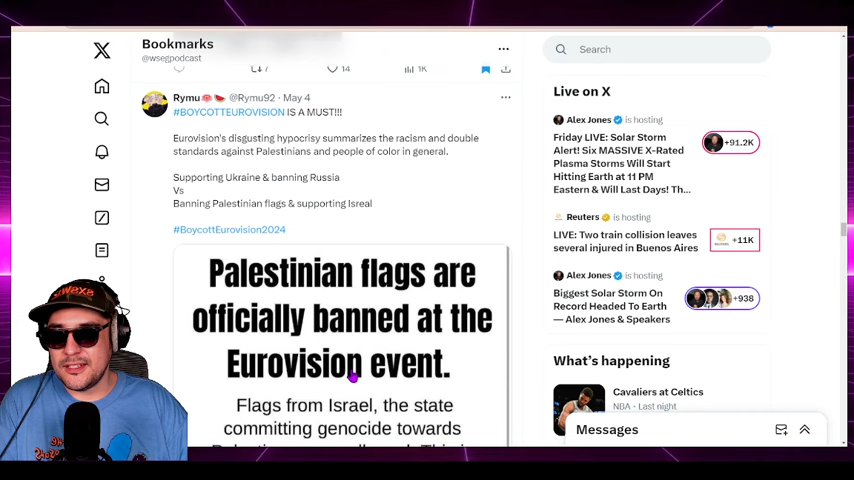 Bookmarks
@wsegpodcast
7
14
1K
Rymu @Rymu92 · May 4
#BOYCOTTEUROVISION IS A MUST!!!
Eurovision's disgusting hypocrisy summarizes the racism and double
standards against Palestinians and people of color in general.
Supporting Ukraine & banning Russia
Vs
Banning Palestinian flags & supporting Isreal
#BoycottEurovision2024
Palestinian flags are
officially banned at the
Eurovision event.
Flags from Israel, the state
committing genocide towards
Search
Live on X
Alex Jones is hosting
Friday LIVE: Solar Storm
Alert! Six MASSIVE X-Rated
Plasma Storms Will Start
Hitting Earth at 11 PM
Eastern & Will Last Days! Th...
+91.2K
Reuters is hosting
LIVE: Two train collision leaves
several injured in Buenos Aires
+11K
Alex Jones is hosting
Biggest Solar Storm On
Record Headed To Earth
— Alex Jones & Speakers
+938
What's happening
Cavaliers at Celtics
NBA · Last night
Messages